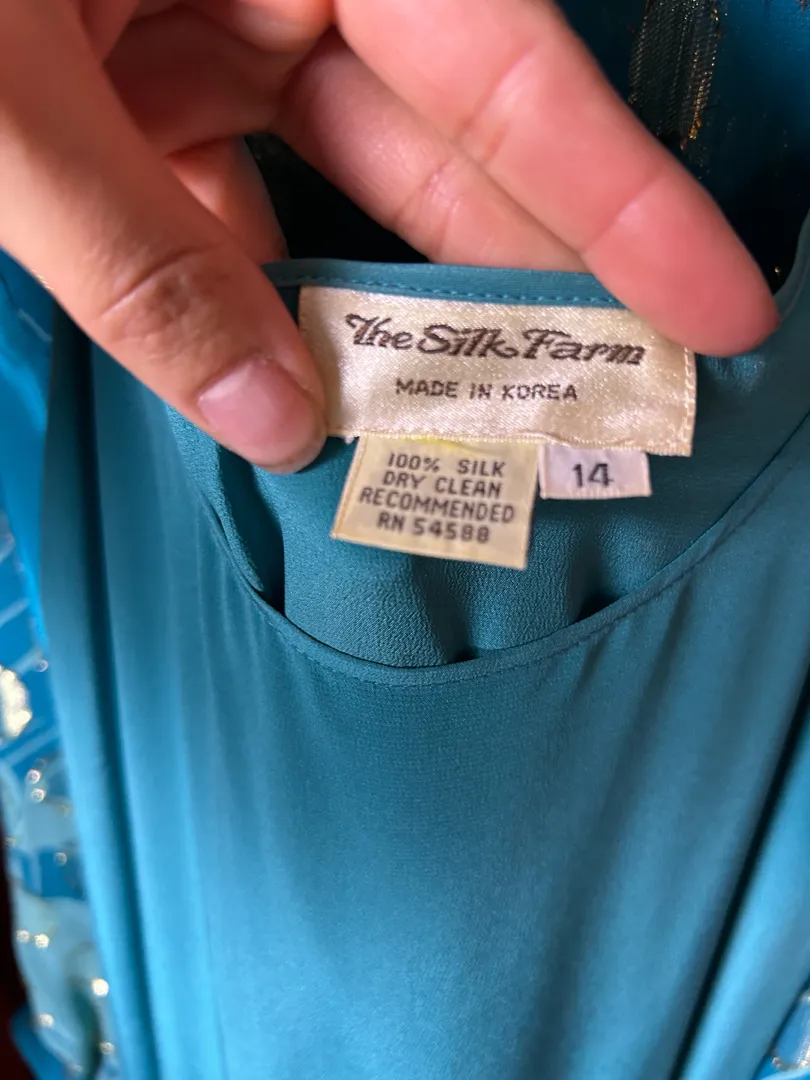 The Silk Farm
MADE IN KOREA
100% SILK
DRY CLEAN
RECOMMENDED
RN 54588
14